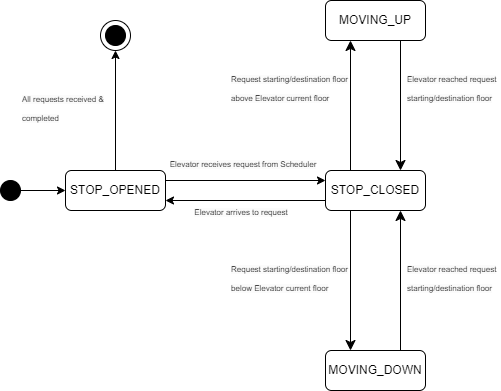 MOVING_UP
Request starting/destination floor
above Elevator current floor
Elevator reached request
starting/destination floor
All requests received &
completed
Elevator receives request from Scheduler
STOP_OPENED
STOP_CLOSED
Elevator arrives to request
Request starting/destination floor
below Elevator current floor
Elevator reached request
starting/destination floor
MOVING_DOWN